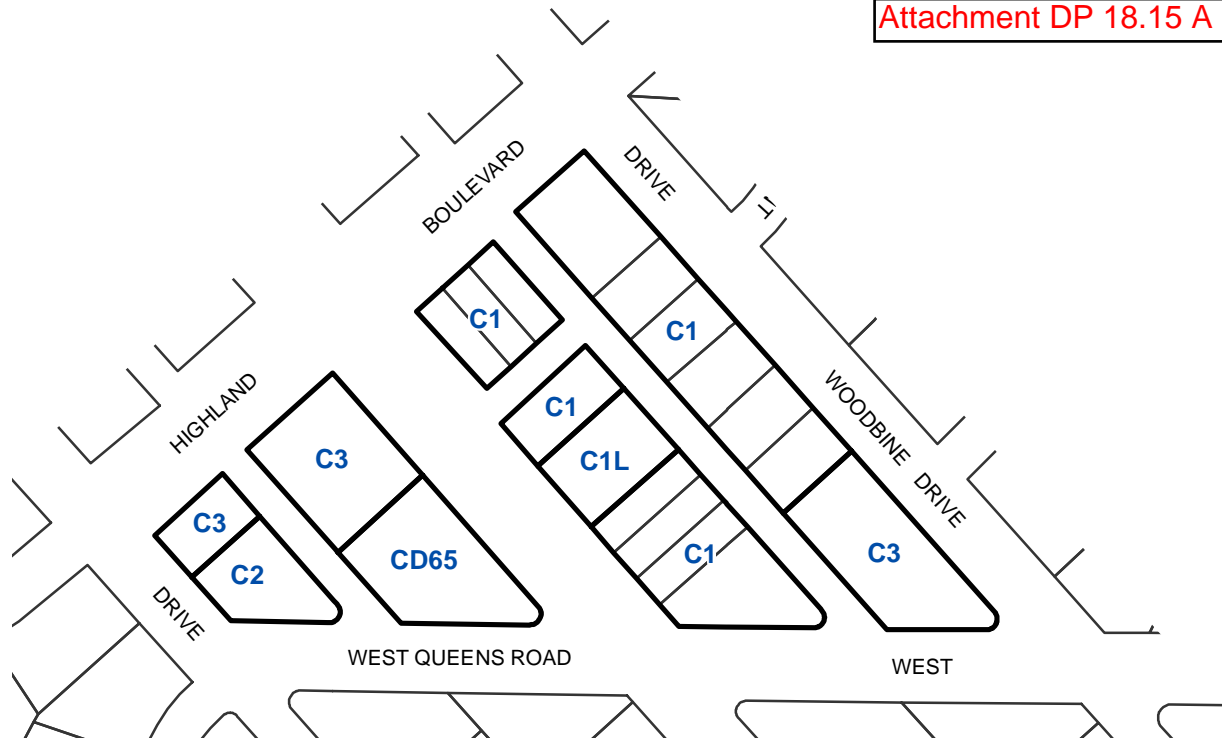 Attachment DP 18.15 A
BOULEVARD
DRIVE
C1
C1
HIGHLAND
WOODBINE DRIVE
C1
C1L
C3
C3
CD65
C2
C1
C3
DRIVE
WEST QUEENS ROAD
WEST